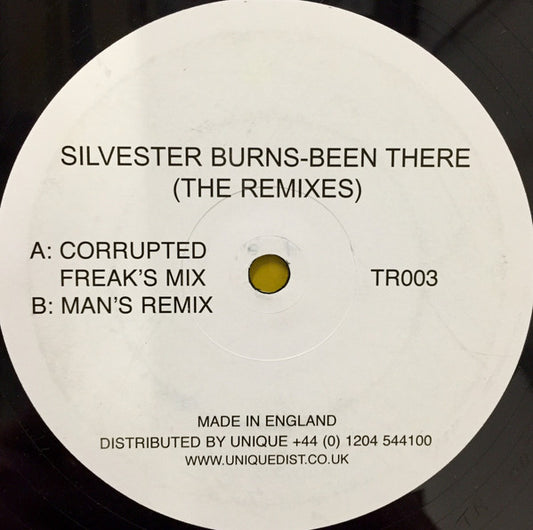 SILVESTER BURNS-BEEN THERE
(THE REMIXES)
A: CORRUPTED
FREAK'S MIX
B: MAN'S REMIX
TR003
MADE IN ENGLAND
DISTRIBUTED BY UNIQUE +44 (0) 1204 544100
WWW.UNIQUEDIST.CO.UK